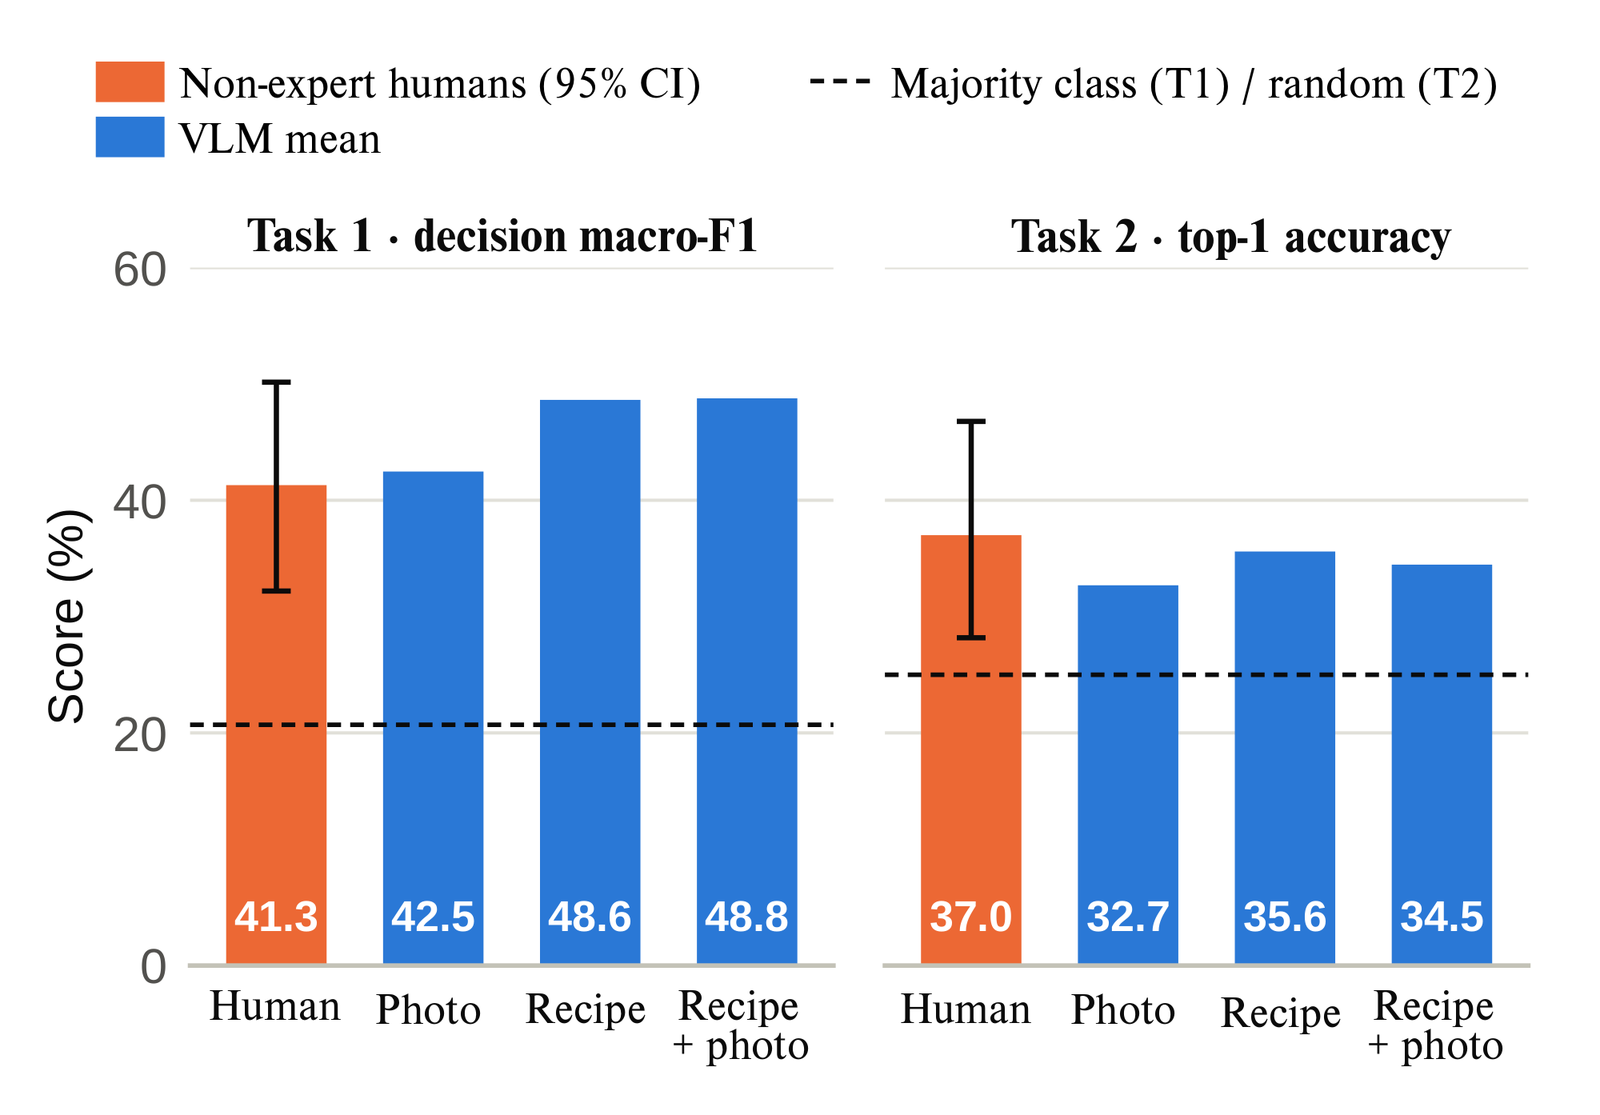 Non-expert humans (95% CI)
VLM mean
Majority class (T1) / random (T2)
Task 1 · decision macro-F1
Task 2 · top-1 accuracy
Score (%)
60
40
20
0
41.3
42.5
48.6
48.8
37.0
32.7
35.6
34.5
Human
Photo
Recipe
Recipe
+ photo
Human
Photo
Recipe
Recipe
+ photo